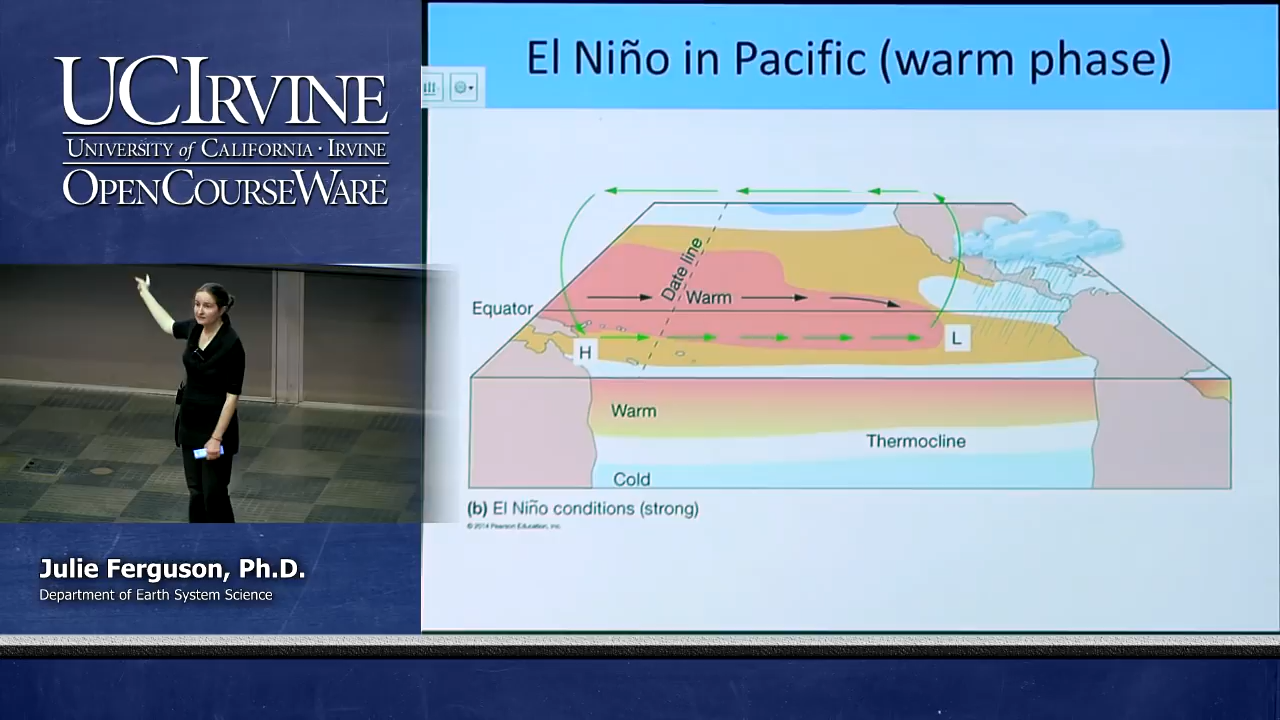 UCIRVINE
UNIVERSITY of CALIFORNIA · IRVINE
OPENCOURSEWARE
El Niño in Pacific (warm phase)
Date line
Warm
Equator
H
L
Warm
Thermocline
Cold
(b) El Niño conditions (strong)
© 2014 Pearson Education, Inc.
Julie Ferguson, Ph.D.
Department of Earth System Science